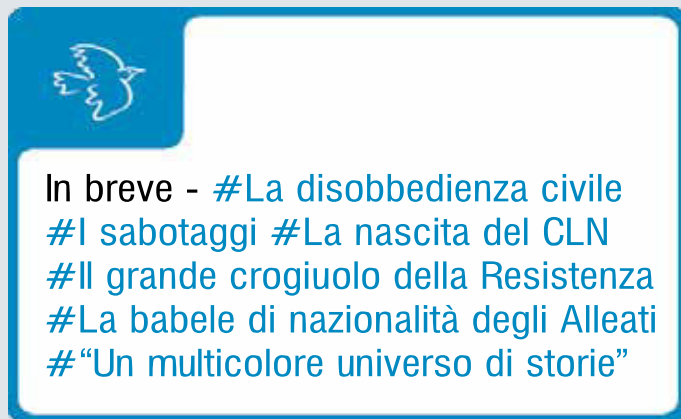 In breve - #La disobbedienza civile
#I sabotaggi #La nascita del CLN
#Il grande crogiuolo della Resistenza
#La babele di nazionalità degli Alleati
#“Un multicolore universo di storie”